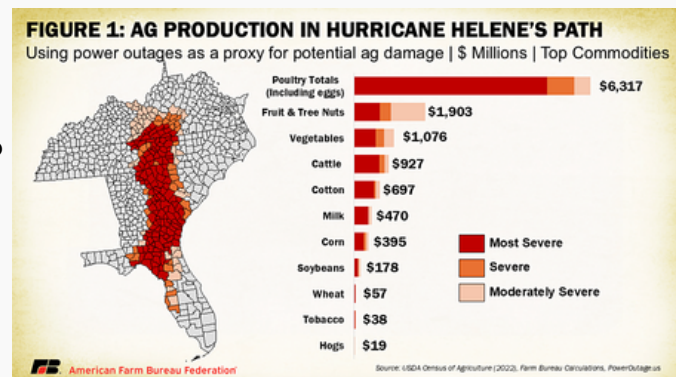 FIGURE 1: AG PRODUCTION IN HURRICANE HELENE'S PATH
Using power outages as a proxy for potential ag damage | $ Millions | Top Commodities
Poultry Totals
(Including eggs)
$6,317
Fruit & Tree Nuts
$1,903
Vegetables
$1,076
Cattle
$927
Cotton
$697
Milk
$470
Corn
$395
Soybeans
$178
Wheat
$57
Tobacco
$38
Hogs
$19
Most Severe
Severe
Moderately Severe
FB American Farm Bureau Federation
Source: USDA Census of Agriculture (2022), Farm Bureau Calculations, PowerOutage.us